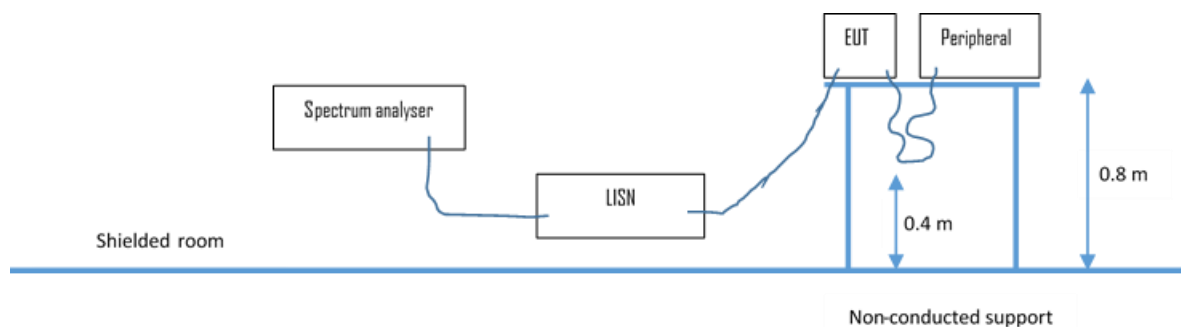 EUT
Peripheral
Spectrum analyser
LISN
0.8 m
0.4 m
Shielded room
Non-conducted support